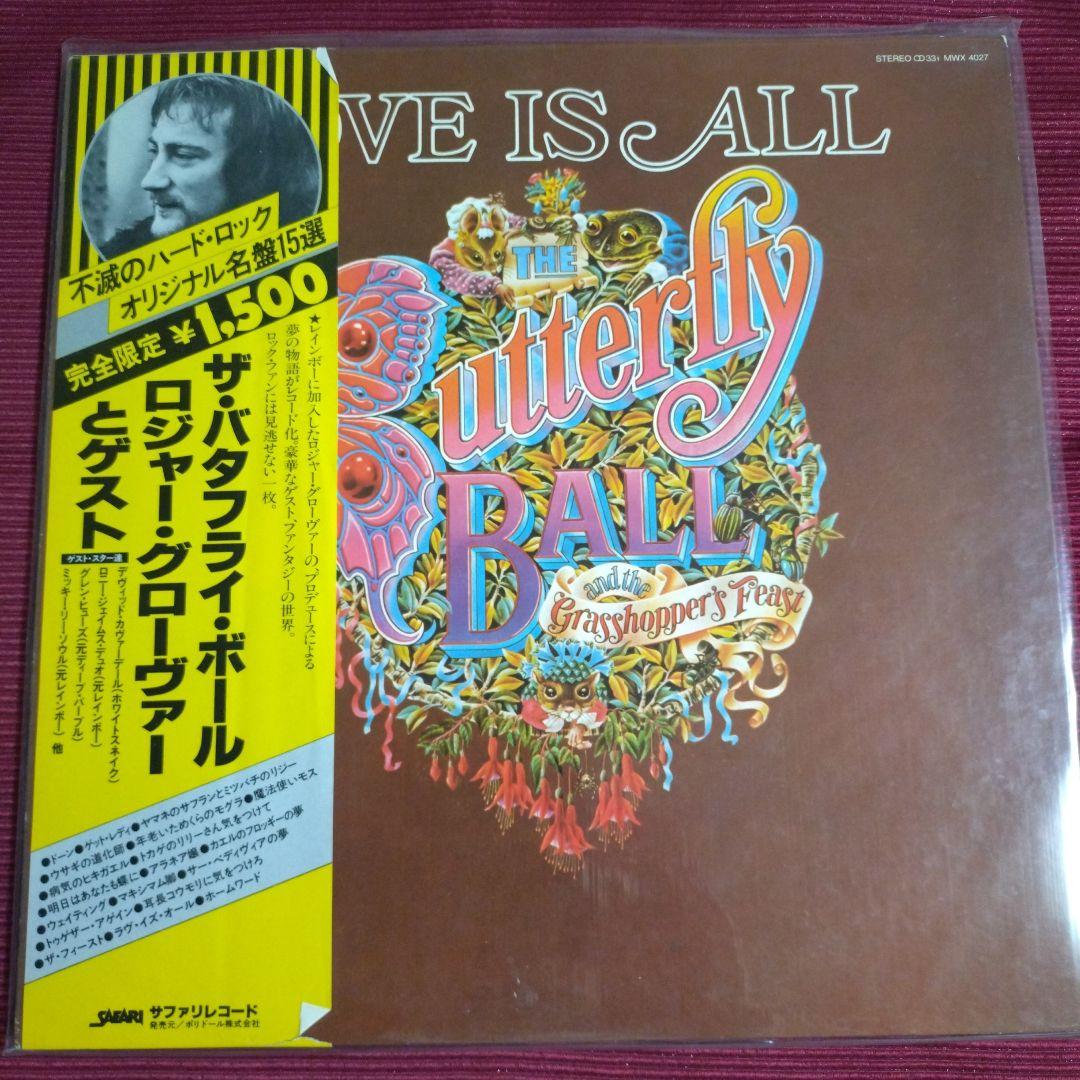 不滅のハード・ロック
オリジナル名盤15選
完全限定 ¥1,500
ザ・バタフライ・ボール
ロジャー・グローヴァー
とゲスト
★レインボーに加入したロジャー・グローヴァーの、プロデュースによる
夢の物語がレコード化。豪華なゲスト、ファンタジーの世界。
ロック・ファンには見逃せない一枚。
ゲスト・スター達
デヴィッド・カヴァーデール(ホワイトスネイク)
ロニー・ジェイムス・デュオ(元レインボー)
グレン・ヒューズ(元ディープ・パープル)
ミッキー・リー・ソウル(元レインボー) 他
●ドーン●ゲット・レディ●ヤマネのサフランとミツバチのリジー
●ウサギの道化師●年老いためくらのモグラ●魔法使いモス
●病気のヒキガエル●トカゲのリリーさん気をつけて
●明日はあなたも蝶に●アラネア嬢●カエルのフロッギーの夢
●ウェイティング●マキシマム鼠●サー・ベディヴィアの夢
●トゥゲザー・アゲイン●耳長コウモリに気をつけろ
●ザ・フィースト●ラヴ・イズ・オール●ホームワード
SAFARI サファリレコード
発売元/ポリドール株式会社
STEREO 33⅓ MWX 4027
OVE IS ALL
THE
Butterfly
BALL
and the
Grasshopper's Feast